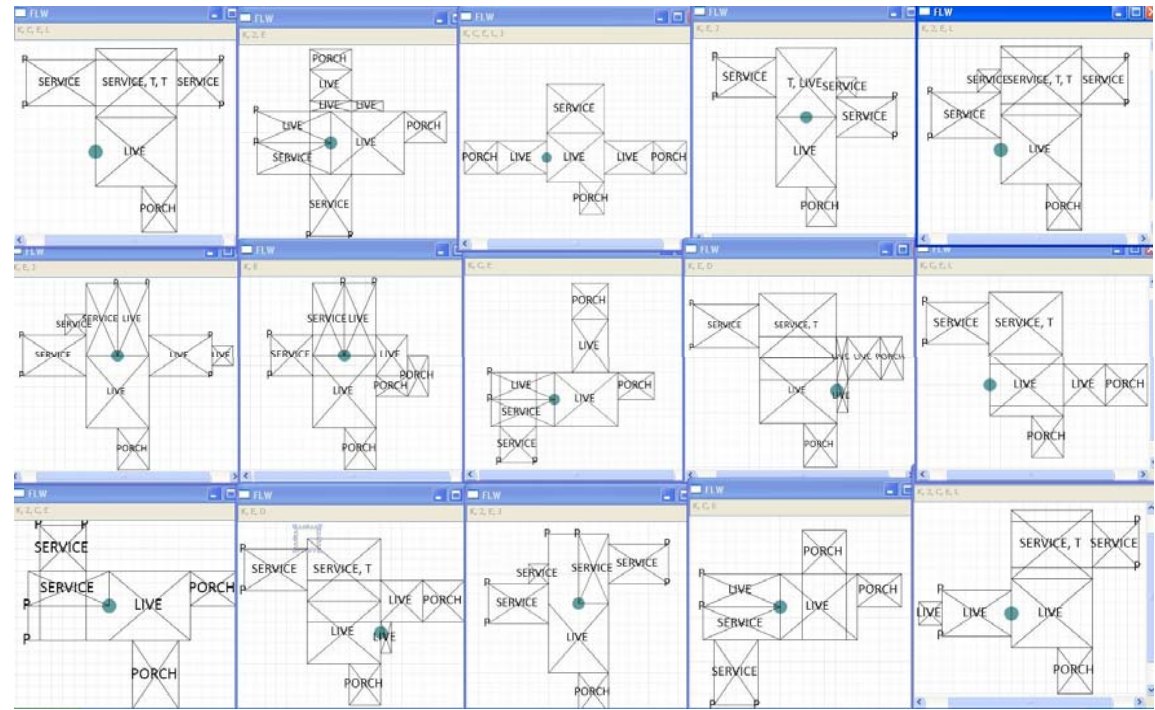 FLW
K, C, E, L
SERVICE SERVICE, T, T SERVICE
LIVE
PORCH
FLW
K, 2, E
PORCH
LIVE
LIVE LIVE
LIVE LIVE PORCH
SERVICE
SERVICE
FLW
SERVICE
PORCH LIVE LIVE LIVE PORCH
PORCH
FLW
K, E, J
SERVICE T, LIVE SERVICE
SERVICE
LIVE
PORCH
FLW
K, 2, E, L
SERVICE SERVICE, T, T SERVICE
SERVICE
LIVE
PORCH
FLW
K, E, J
SERVICE SERVICE LIVE
SERVICE LIVE LIVE
LIVE
PORCH
FLW
K, E
SERVICE LIVE
SERVICE LIVE
PORCH
LIVE PORCH
PORCH
FLW
K, C, E
PORCH
LIVE
LIVE LIVE PORCH
SERVICE
SERVICE
FLW
K, E, D
SERVICE SERVICE, T
LIVE LIVE PORCH
LIVE LIVE
PORCH
FLW
K, C, E, L
SERVICE SERVICE, T
LIVE LIVE PORCH
PORCH
FLW
K, 2, C, E
SERVICE
SERVICE LIVE PORCH
PORCH
FLW
K, E, D
SERVICE SERVICE, T
LIVE PORCH
LIVE LIVE
PORCH
FLW
K, 2, E, J
SERVICE SERVICE SERVICE
SERVICE
LIVE
PORCH
FLW
PORCH
LIVE LIVE PORCH
SERVICE
SERVICE
FLW
K, 2, C, E, L
SERVICE, T SERVICE
LIVE LIVE LIVE
PORCH